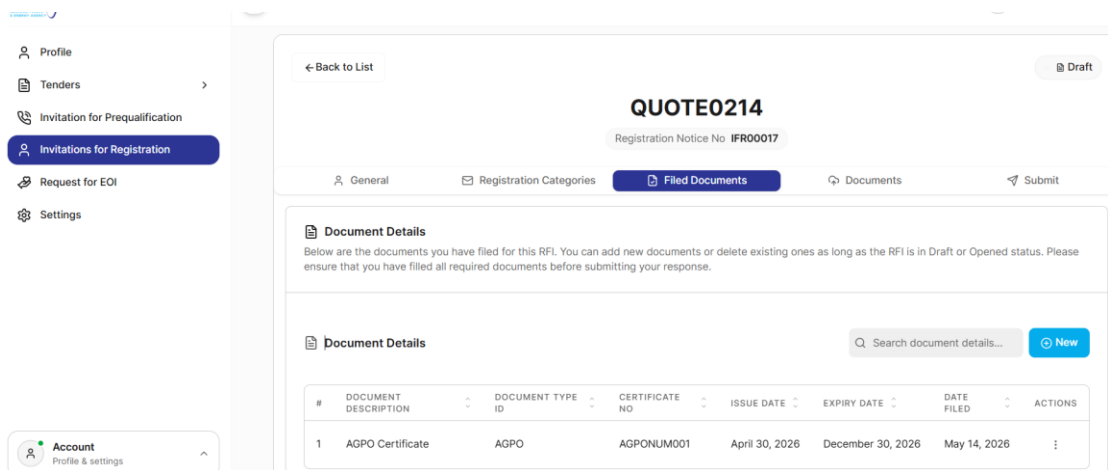 Profile
Tenders
Invitation for Prequalification
Invitations for Registration
Request for EOI
Settings
Account
Profile & settings
Back to List
Draft
QUOTE0214
Registration Notice No IFR00017
General
Registration Categories
Filed Documents
Documents
Submit
Document Details
Below are the documents you have filed for this RFI. You can add new documents or delete existing ones as long as the RFI is in Draft or Opened status. Please
ensure that you have filled all required documents before submitting your response.
Document Details
Search document details...
New
# DOCUMENT DESCRIPTION DOCUMENT TYPE ID CERTIFICATE NO ISSUE DATE EXPIRY DATE DATE FILED ACTIONS
1 AGPO Certificate AGPO AGPONUM001 April 30, 2026 December 30, 2026 May 14, 2026